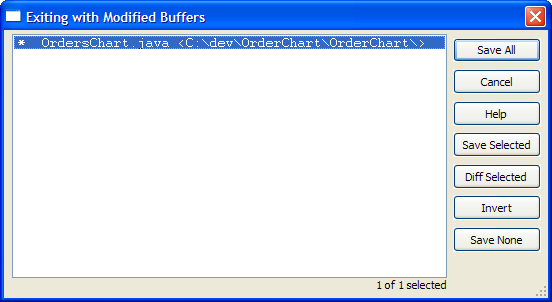 Exiting with Modified Buffers
* OrdersChart.java <C:\dev\OrderChart\OrderChart\>
Save All
Cancel
Help
Save Selected
Diff Selected
Invert
Save None
1 of 1 selected